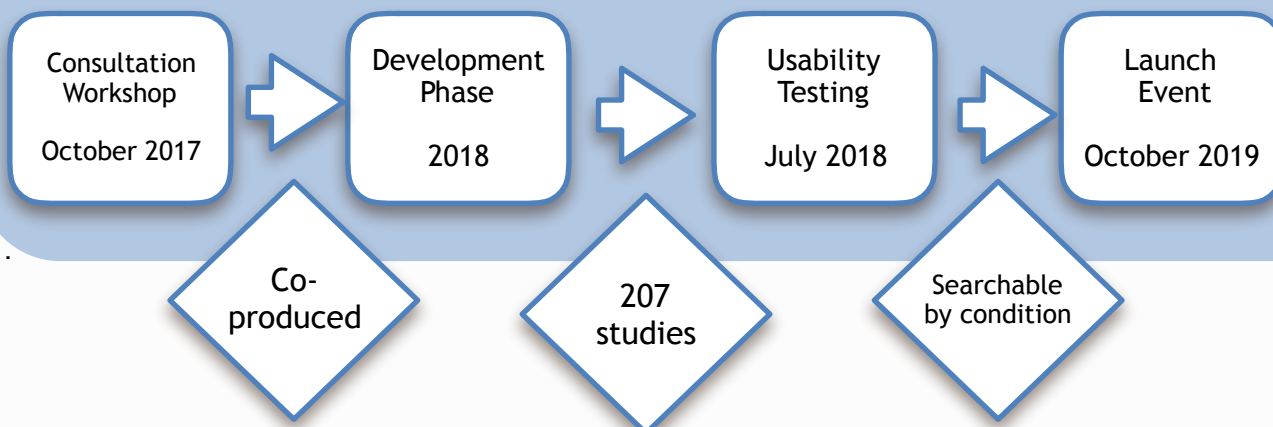 Consultation
Workshop
October 2017
Development
Phase
2018
Usability
Testing
July 2018
Launch
Event
October 2019
.
Co-
produced
207
studies
Searchable
by condition